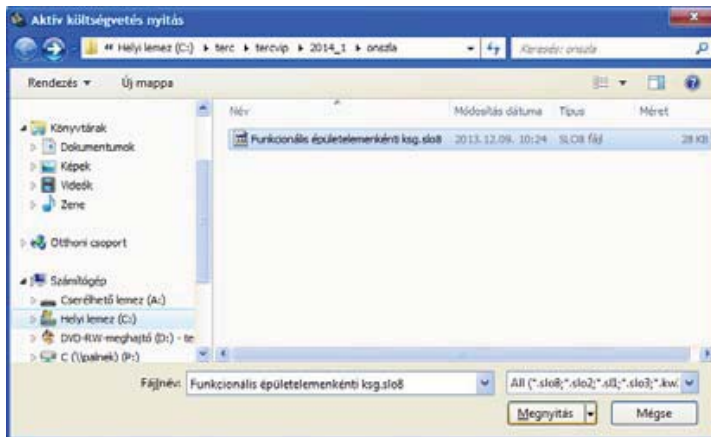 Aktív költségvetés nyitás
Helyi lemez (C:) ▸ terc ▸ tercvip ▸ 2014_1 ▸ onszla
Keresés: onszla
Rendezés
Új mappa
Név
Módosítás dátuma
Típus
Méret
Funkcionális épületelemenkénti ksg.slo8
2013.12.09. 10:24
SLO8 fájl
28 KB
Könyvtárak
Dokumentumok
Képek
Videók
Zene
Otthoni csoport
Számítógép
Cserélhető lemez (A:)
Helyi lemez (C:)
DVD-RW-meghajtó (D:) - te
C (\\palnek) (P:)
Fájlnév:
Funkcionális épületelemenkénti ksg.slo8
All (*.slo8;*.slo2;*.sl1;*.slo3;*.kw.
Megnyitás
Mégse